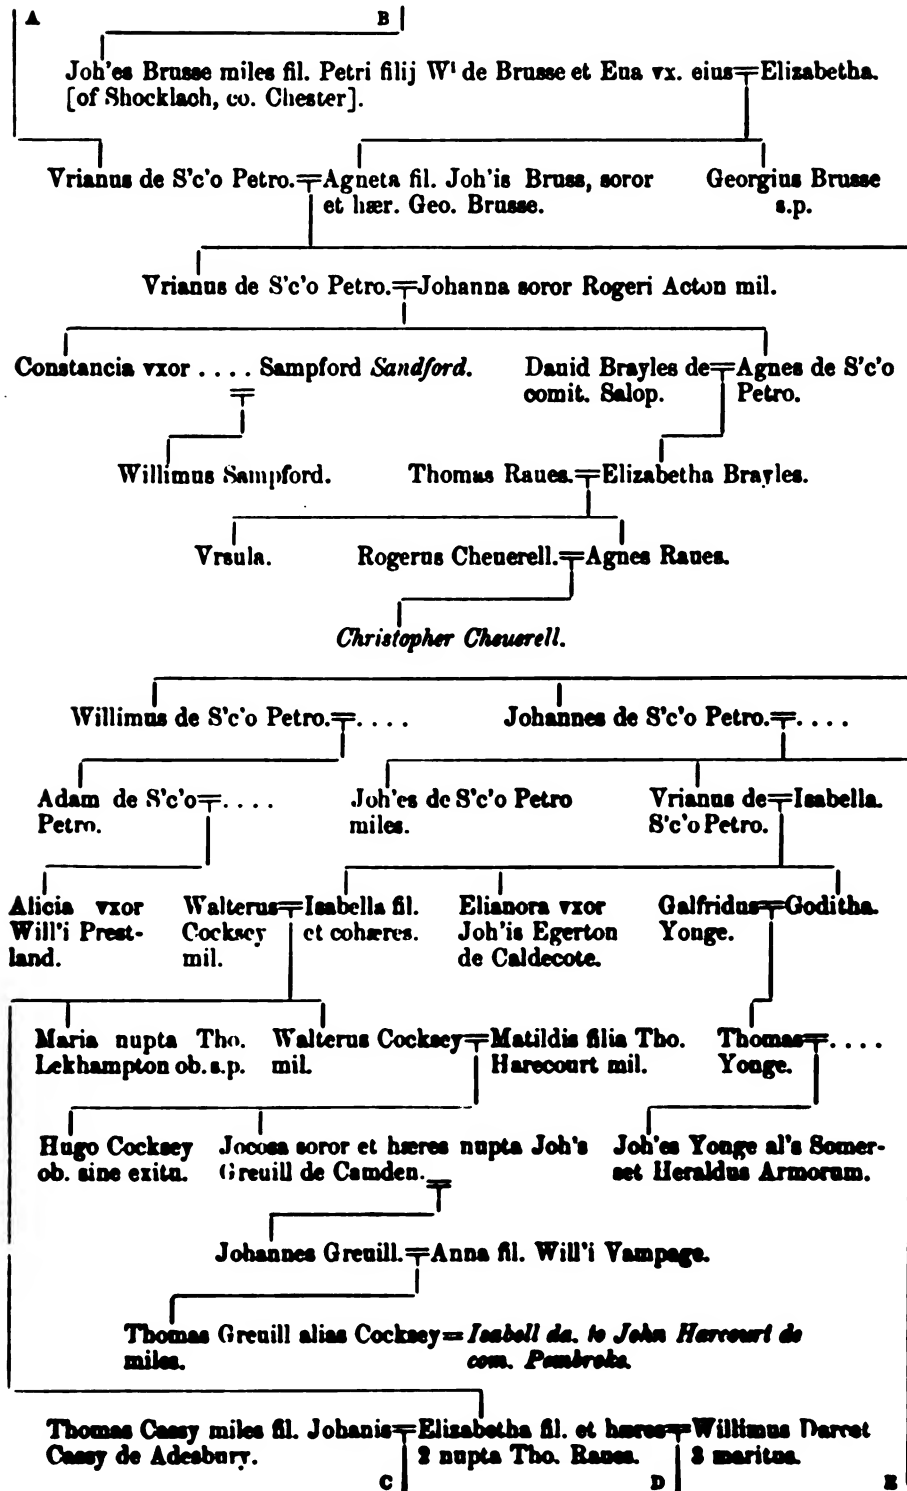 A B
Joh'es Brusse miles fil. Petri filij Wi de Brusse et Eua vx. eius=Elizabetha.
[of Shocklach, co. Chester].
Vrianus de S'c'o Petro.=Agneta fil. Joh'is Bruss, soror Georgius Brusse
et hær. Geo. Brusse. s.p.
Vrianus de S'c'o Petro.=Johanna soror Rogeri Acton mil.
Constancia vxor . . . . Sampford Sandford. Dauid Brayles de=Agnes de S'c'o
comit. Salop. Petro.
Willimus Sampford. Thomas Raues.=Elizabetha Brayles.
Vrsula. Rogerus Cheuerell.=Agnes Raues.
Christopher Cheuerell.
Willimus de S'c'o Petro.=. . . . Johannes de S'c'o Petro.=. . . .
Adam de S'c'o=. . . . Joh'es de S'c'o Petro Vrianus de=Isabella.
Petro. miles. S'c'o Petro.
Alicia vxor Walterus=Isabella fil. Elianora vxor Galfridus=Goditha.
Will'i Prest- Cocksey et cohæres. Joh'is Egerton Yonge.
land. mil. de Caldecote.
Maria nupta Tho. Walterus Cocksey=Matildis filia Tho. Thomas=. . . .
Lekhampton ob. s.p. mil. Harecourt mil. Yonge.
Hugo Cocksey Jocosa soror et hæres nupta Joh's Joh'es Yonge al's Somer-
ob. sine exitu. Greuill de Camden. set Heraldus Armorum.
Johannes Greuill.=Anna fil. Will'i Vampage.
Thomas Greuill alias Cocksey=Isabell da. to John Harcourt de
miles. com. Pembroke.
Thomas Cassy miles fil. Johanis=Elizabetha fil. et hæres=Willimus Darret
Cassy de Adesbury. 2 nupta Tho. Raues. 3 maritus.
C D E